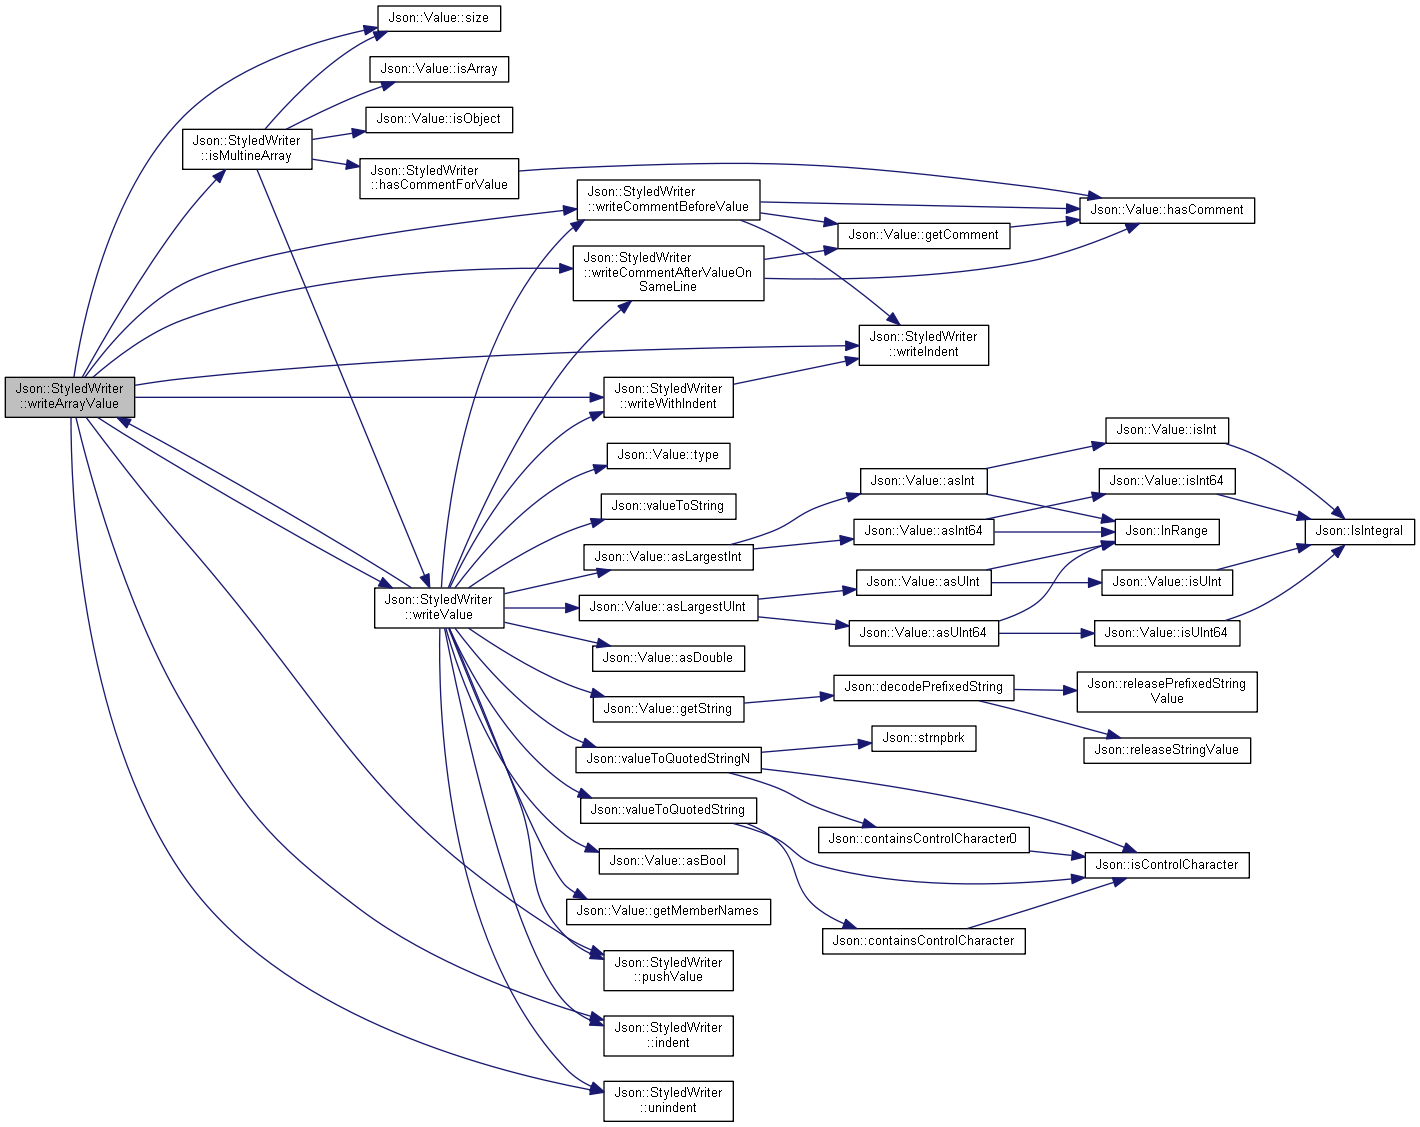 Json::Value::size
Json::Value::isArray
Json::Value::isObject
Json::StyledWriter
::isMultineArray
Json::StyledWriter
::hasCommentForValue
Json::StyledWriter
::writeCommentBeforeValue
Json::Value::hasComment
Json::Value::getComment
Json::StyledWriter
::writeCommentAfterValueOn
SameLine
Json::StyledWriter
::writeIndent
Json::StyledWriter
::writeArrayValue
Json::StyledWriter
::writeWithIndent
Json::Value::type
Json::valueToString
Json::Value::asLargestInt
Json::Value::asInt
Json::Value::asInt64
Json::Value::isInt
Json::Value::isInt64
Json::InRange
Json::IsIntegral
Json::StyledWriter
::writeValue
Json::Value::asLargestUInt
Json::Value::asUInt
Json::Value::asUInt64
Json::Value::isUInt
Json::Value::isUInt64
Json::Value::asDouble
Json::Value::getString
Json::decodePrefixedString
Json::releasePrefixedString
Value
Json::releaseStringValue
Json::valueToQuotedStringN
Json::strnpbrk
Json::valueToQuotedString
Json::containsControlCharacter0
Json::isControlCharacter
Json::Value::asBool
Json::Value::getMemberNames
Json::containsControlCharacter
Json::StyledWriter
::pushValue
Json::StyledWriter
::indent
Json::StyledWriter
::unindent